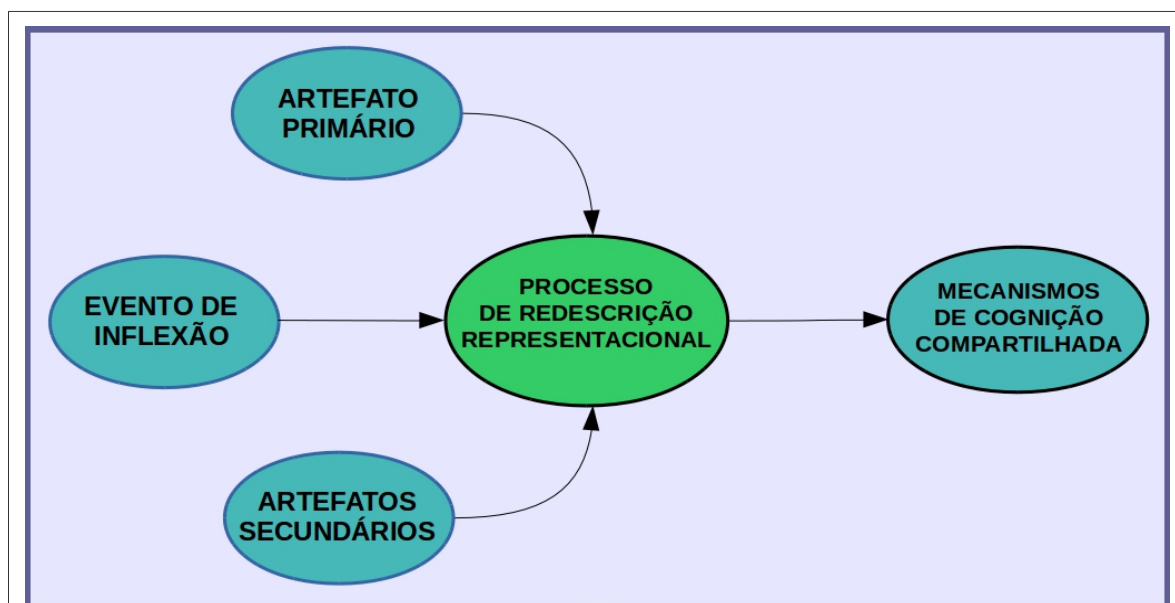 ARTEFATO
PRIMÁRIO
EVENTO DE
INFLEXÃO
PROCESSO
DE REDESCRIÇÃO
REPRESENTACIONAL
MECANISMOS
DE COGNIÇÃO
COMPARTILHADA
ARTEFATOS
SECUNDÁRIOS